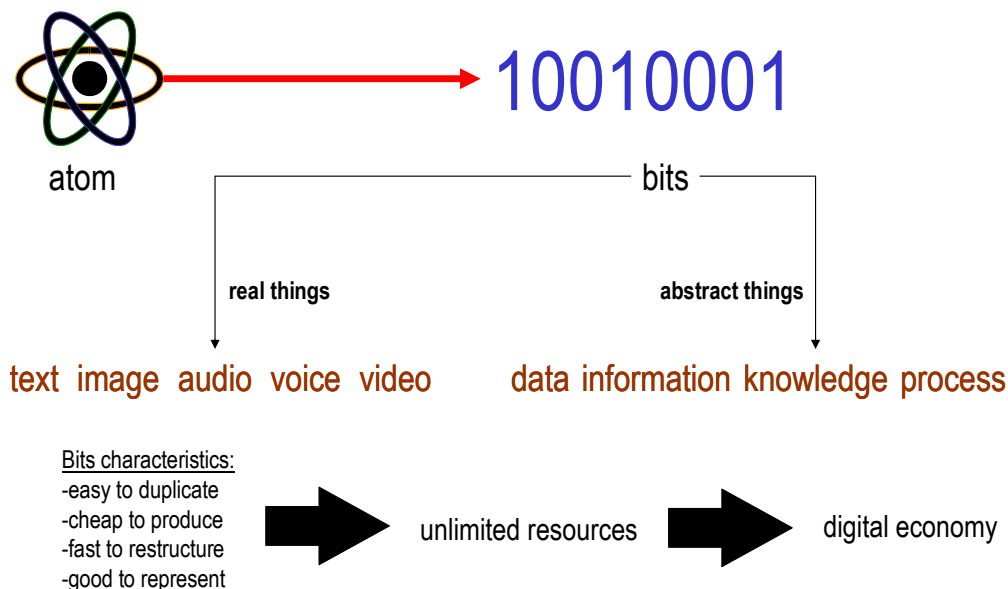 10010001
atom
bits
real things
abstract things
text image audio voice video
data information knowledge process
Bits characteristics:
-easy to duplicate
-cheap to produce
-fast to restructure
-good to represent
unlimited resources
digital economy